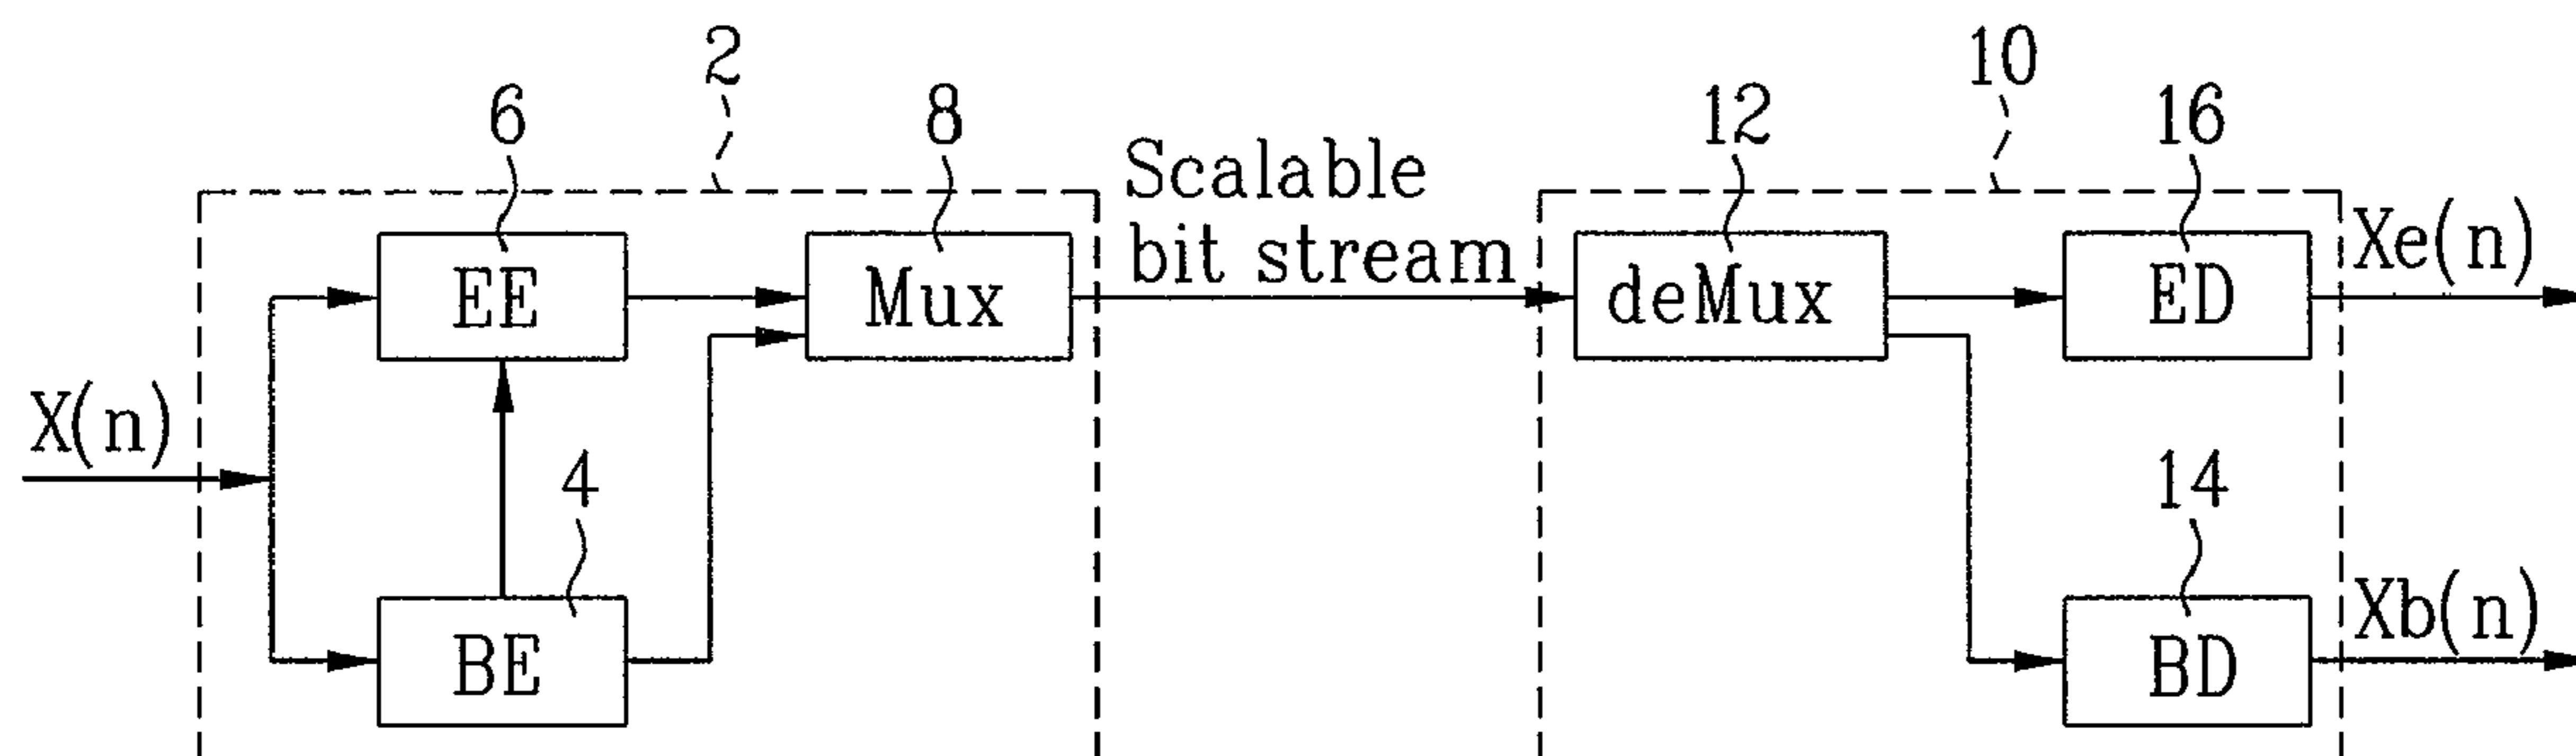 2
10
6
8
12
16
Scalable
bit stream
EE
Mux
deMux
ED
Xe(n)
X(n)
4
14
BE
BD
Xb(n)